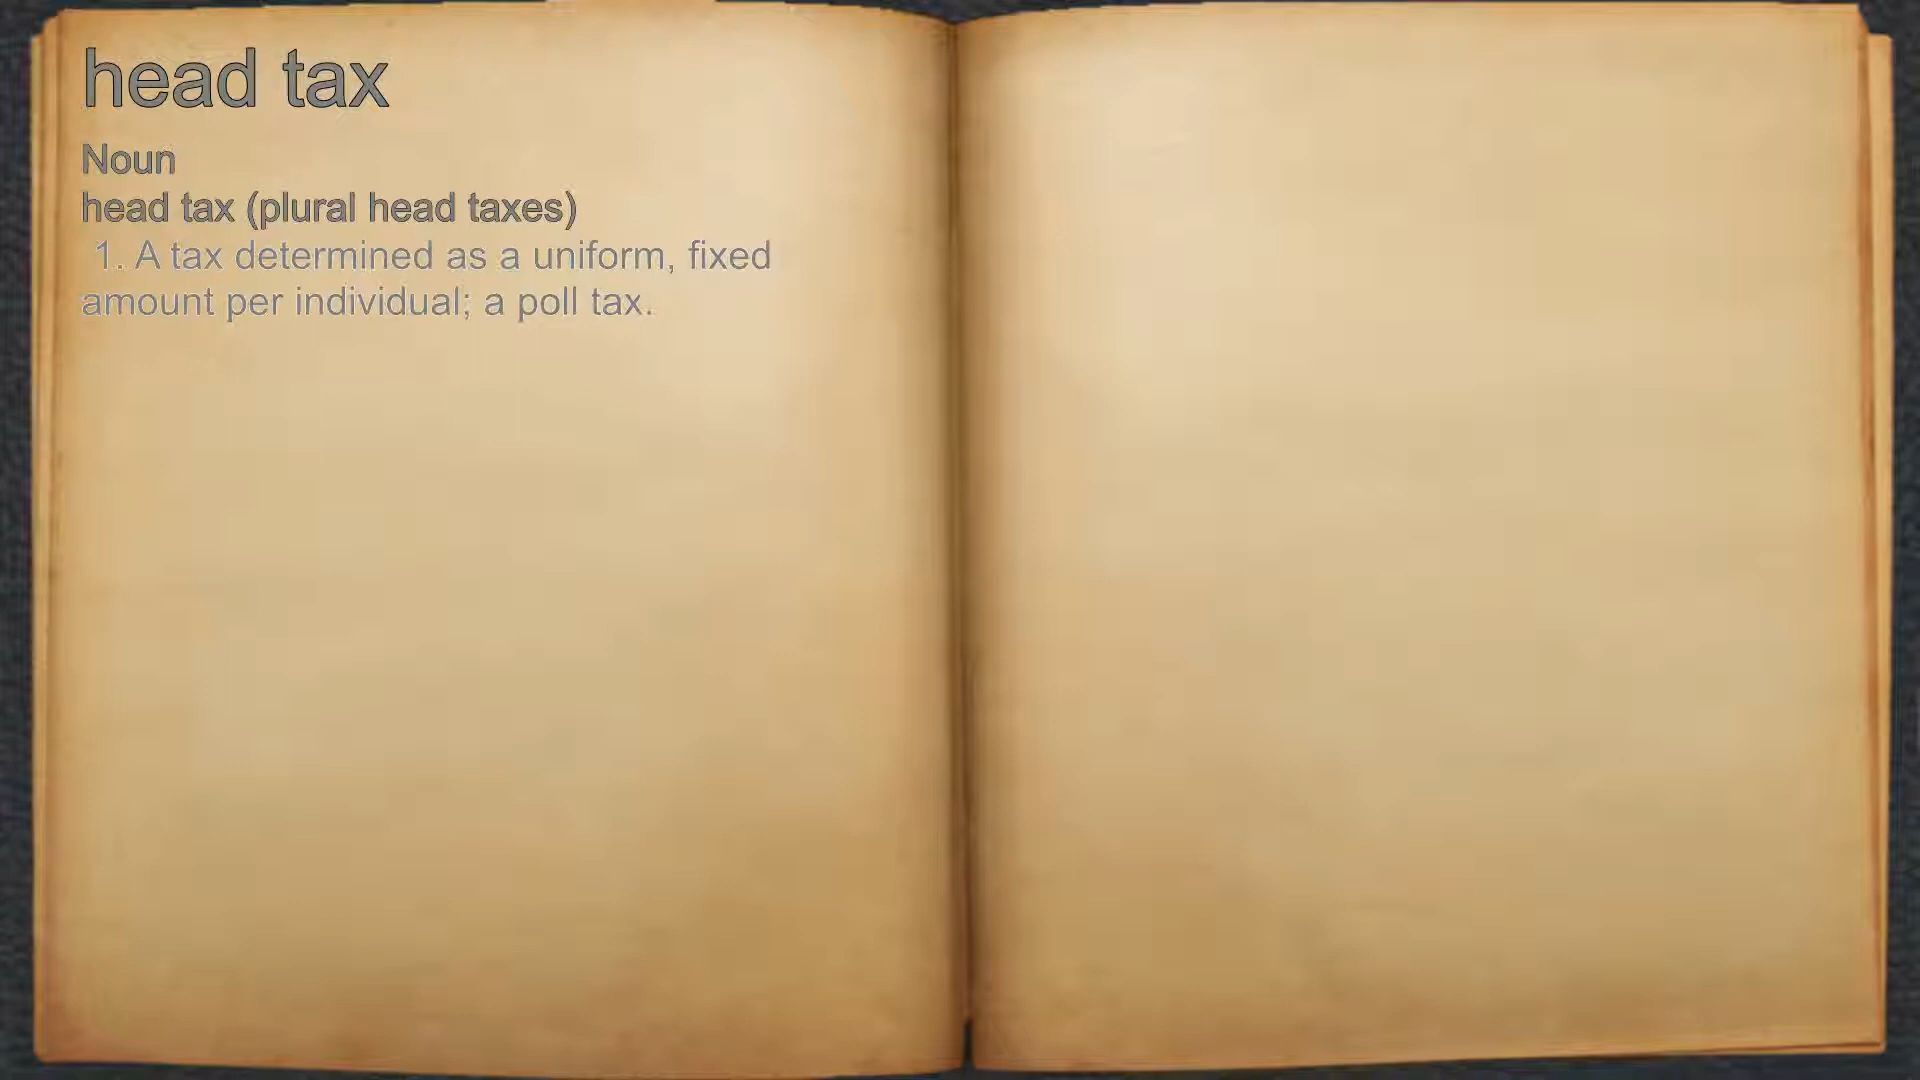 head tax
Noun
head tax (plural head taxes)
1. A tax determined as a uniform, fixed
amount per individual; a poll tax.